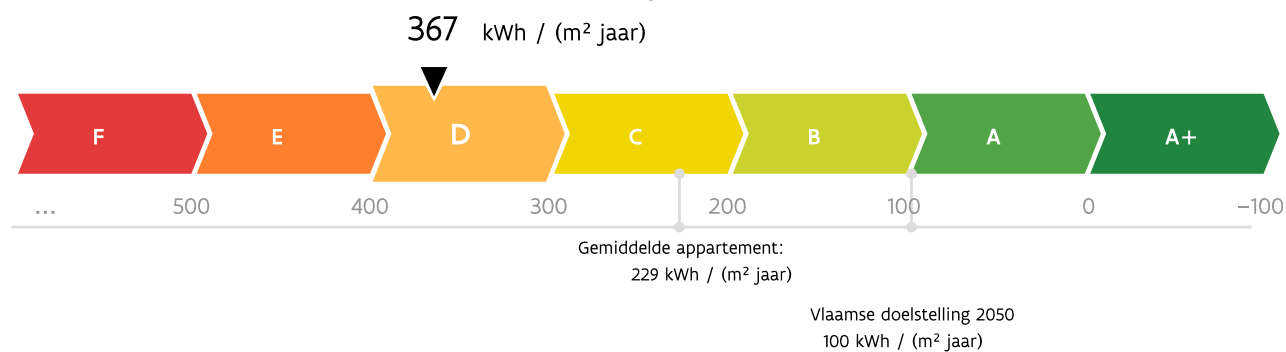 367 kWh / (m² jaar)
F E D C B A A+
... 500 400 300 200 100 0 −100
Gemiddelde appartement:
229 kWh / (m² jaar)
Vlaamse doelstelling 2050
100 kWh / (m² jaar)